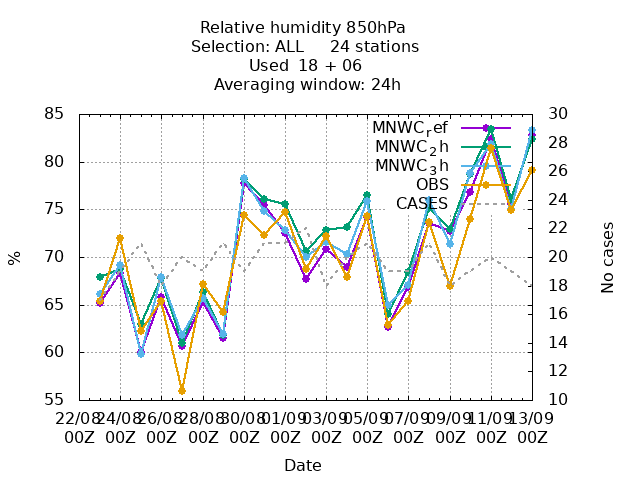 Relative humidity 850hPa
Selection: ALL 24 stations
Used 18 + 06
Averaging window: 24h
85
80
75
70
65
60
55
%
30
28
26
24
22
20
18
16
14
12
10
No cases
MNWCref
MNWC2h
MNWC3h
OBS
CASES
22/08 24/08 26/08 28/08 30/08 01/09 03/09 05/09 07/09 09/09 11/09 13/09
00Z 00Z 00Z 00Z 00Z 00Z 00Z 00Z 00Z 00Z 00Z 00Z
Date